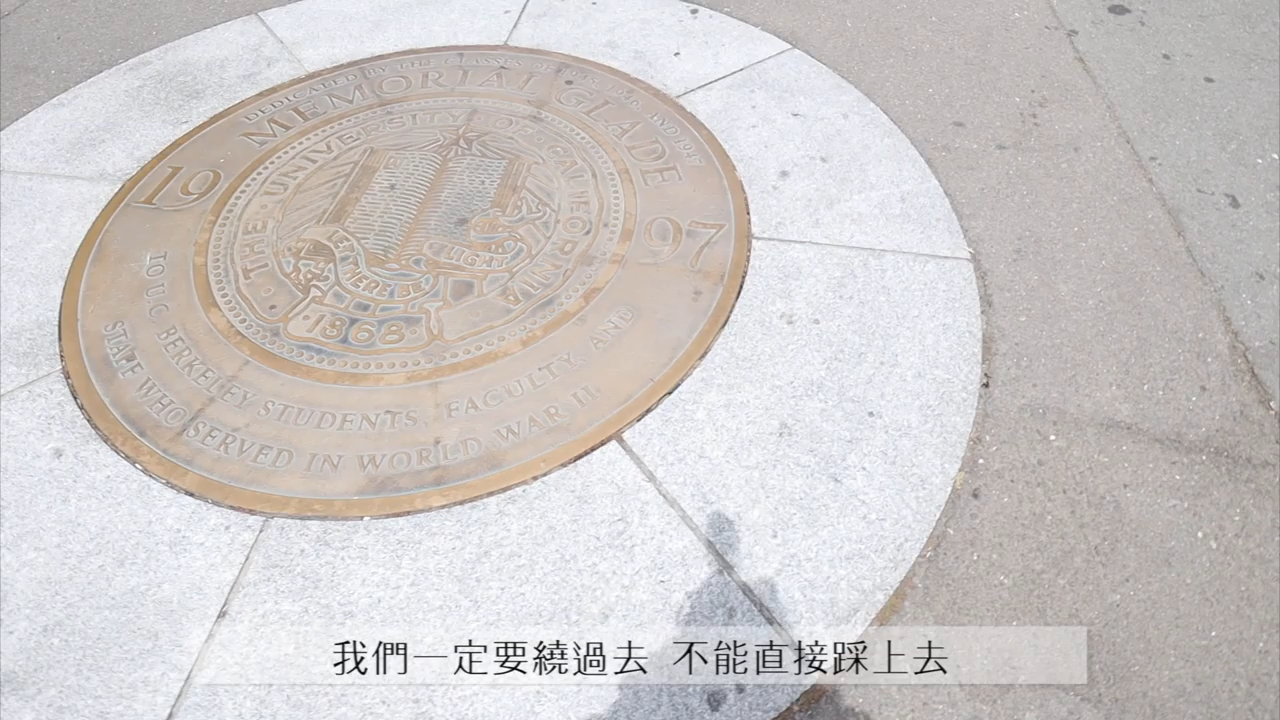 DEDICATED BY THE CLASSES OF 1945, 1946 AND 1947
MEMORIAL GLADE
19 97
THE UNIVERSITY OF CALIFORNIA
LET THERE BE LIGHT
·1868·
TO UC BERKELEY STUDENTS, FACULTY, AND
STAFF WHO SERVED IN WORLD WAR II
我們一定要繞過去 不能直接踩上去